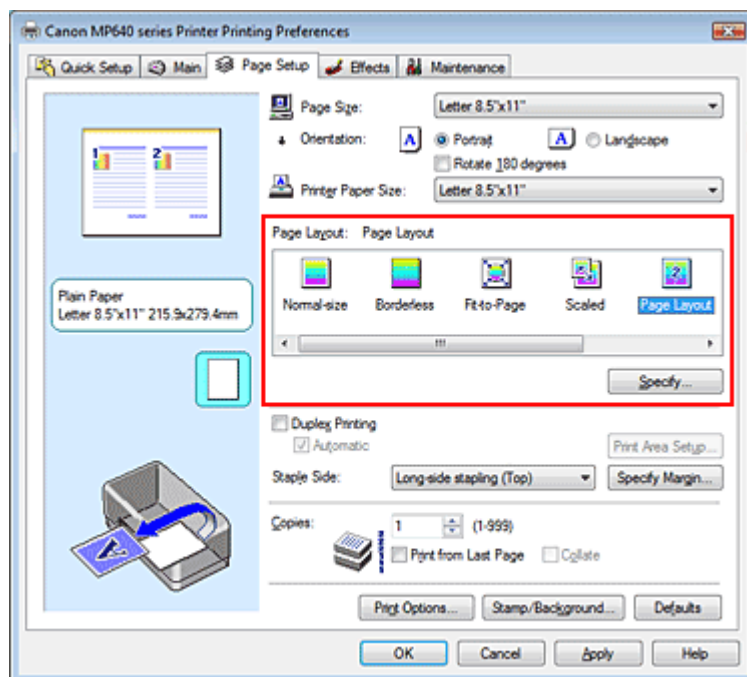 Canon MP640 series Printer Printing Preferences
Quick Setup Main Page Setup Effects Maintenance
Page Size: Letter 8.5"x11"
Orientation: A Portrait A Landscape
Rotate 180 degrees
Printer Paper Size: Letter 8.5"x11"
1 2
Page Layout: Page Layout
Normal-size Borderless Fit-to-Page Scaled Page Layout
Plain Paper
Letter 8.5"x11" 215.9x279.4mm
Specify...
Duplex Printing
Automatic
Print Area Setup...
Staple Side: Long-side stapling (Top) Specify Margin...
Copies: 1 (1-999)
Print from Last Page Collate
Print Options... Stamp/Background... Defaults
OK Cancel Apply Help